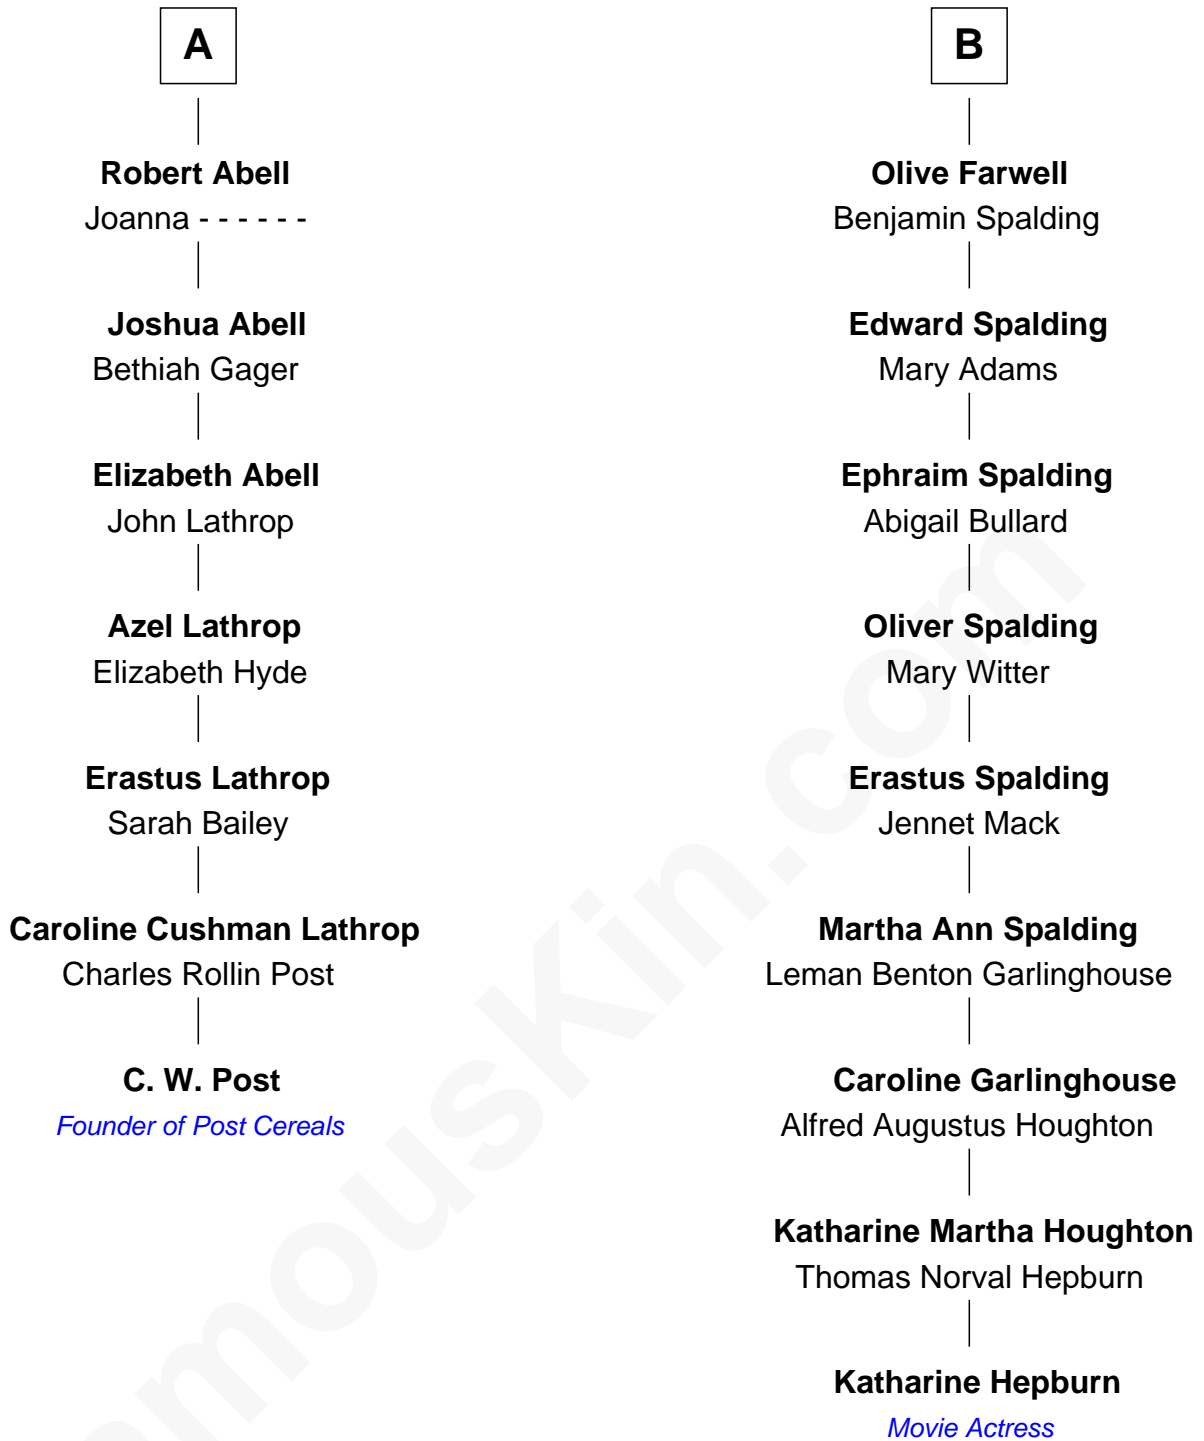 A
Robert Abell
Joanna - - - - - -
Joshua Abell
Bethiah Gager
Elizabeth Abell
John Lathrop
Azel Lathrop
Elizabeth Hyde
Erastus Lathrop
Sarah Bailey
Caroline Cushman Lathrop
Charles Rollin Post
C. W. Post
Founder of Post Cereals
B
Olive Farwell
Benjamin Spalding
Edward Spalding
Mary Adams
Ephraim Spalding
Abigail Bullard
Oliver Spalding
Mary Witter
Erastus Spalding
Jennet Mack
Martha Ann Spalding
Leman Benton Garlinghouse
Caroline Garlinghouse
Alfred Augustus Houghton
Katharine Martha Houghton
Thomas Norval Hepburn
Katharine Hepburn
Movie Actress
amouskin.com